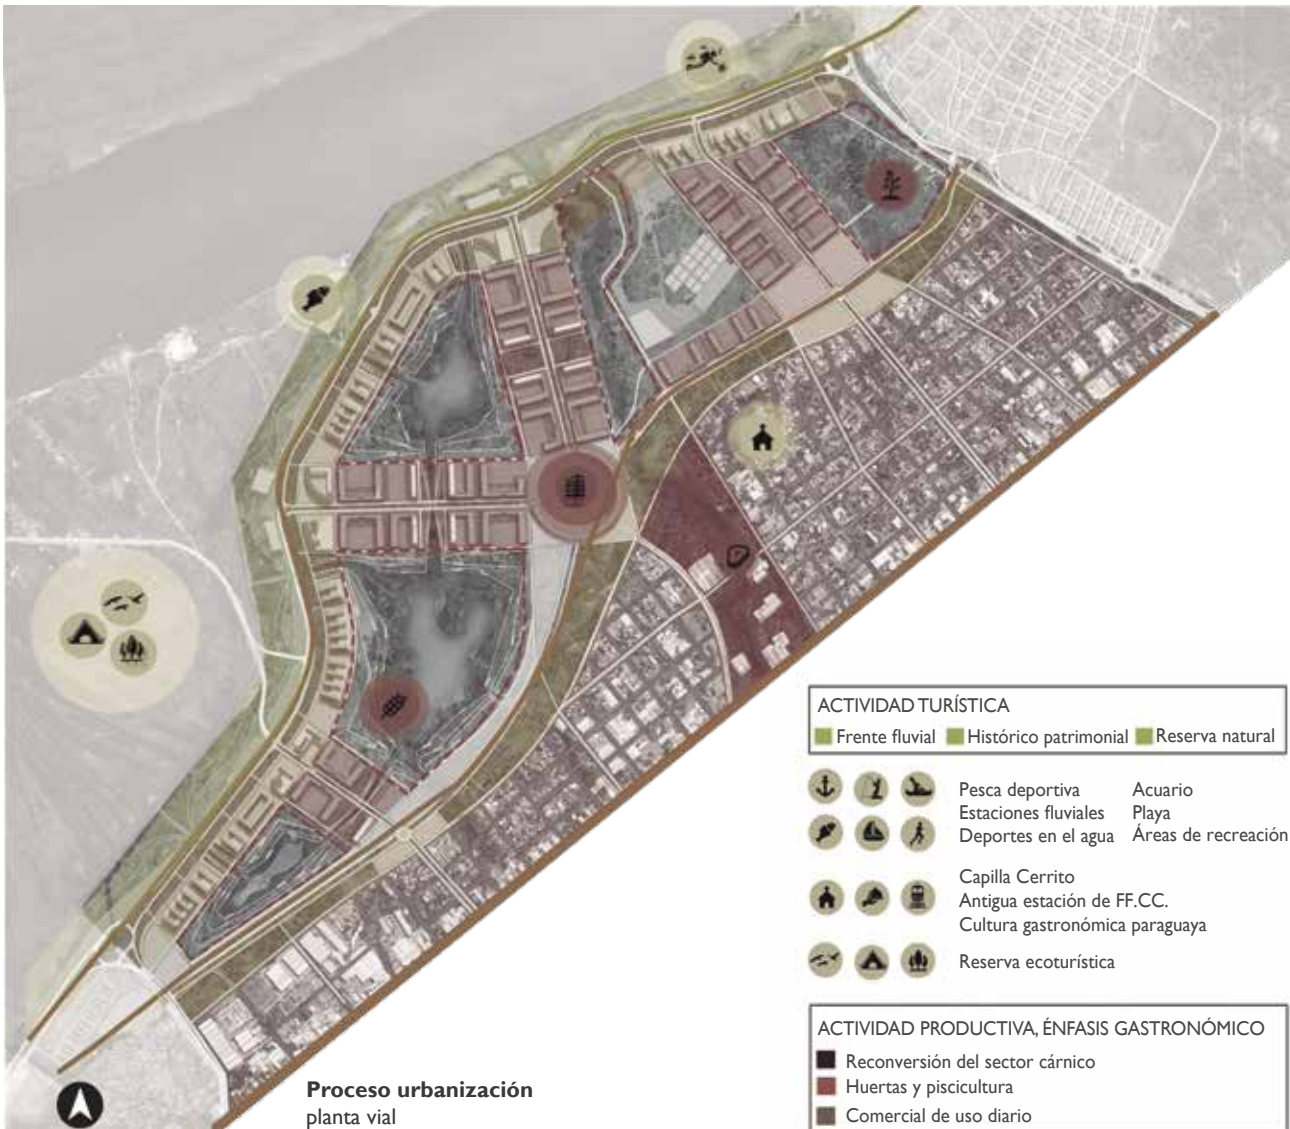 ACTIVIDAD TURÍSTICA
Frente fluvial Histórico patrimonial Reserva natural
Pesca deportiva Acuario
Estaciones fluviales Playa
Deportes en el agua Áreas de recreación
Capilla Cerrito
Antigua estación de FF.CC.
Cultura gastronómica paraguaya
Reserva ecoturística
ACTIVIDAD PRODUCTIVA, ÉNFASIS GASTRONÓMICO
Reconversión del sector cárnico
Huertas y piscicultura
Comercial de uso diario
Proceso urbanización
planta vial